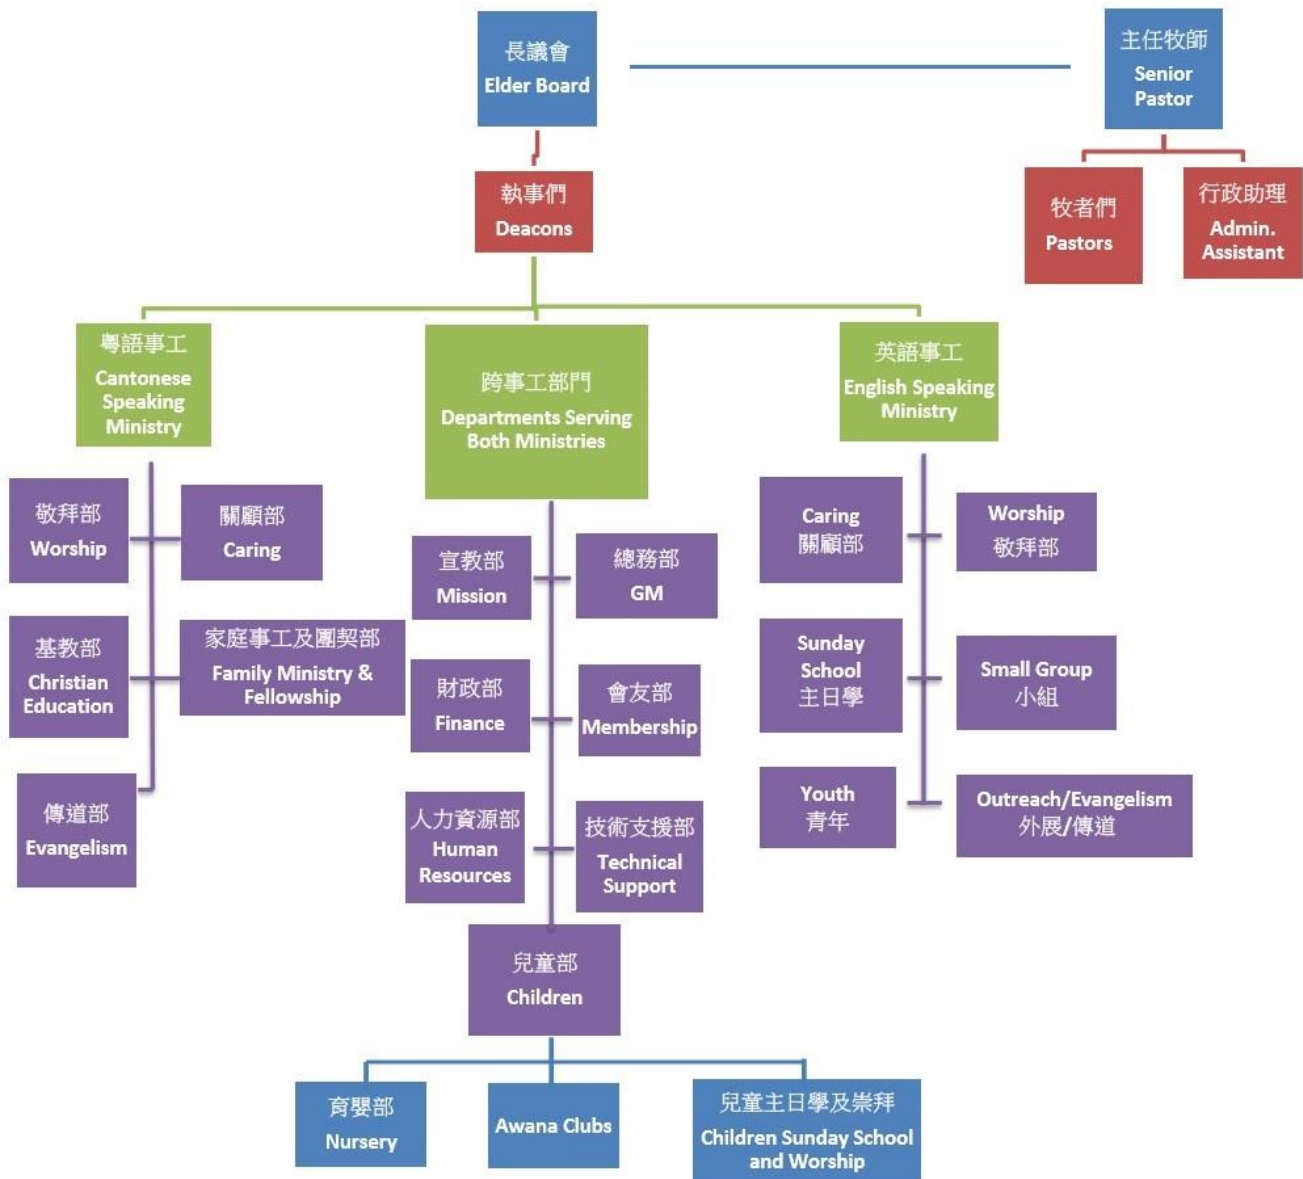 長議會
Elder Board
主任牧師
Senior
Pastor
執事們
Deacons
牧者們
Pastors
行政助理
Admin.
Assistant
粵語事工
Cantonese
Speaking
Ministry
跨事工部門
Departments Serving
Both Ministries
英語事工
English Speaking
Ministry
敬拜部
Worship
關顧部
Caring
基教部
Christian
Education
家庭事工及團契部
Family Ministry &
Fellowship
傳道部
Evangelism
宣教部
Mission
總務部
GM
財政部
Finance
會友部
Membership
人力資源部
Human
Resources
技術支援部
Technical
Support
兒童部
Children
Caring
關顧部
Worship
敬拜部
Sunday
School
主日學
Small Group
小組
Youth
青年
Outreach/Evangelism
外展/傳道
育嬰部
Nursery
Awana Clubs
兒童主日學及崇拜
Children Sunday School
and Worship